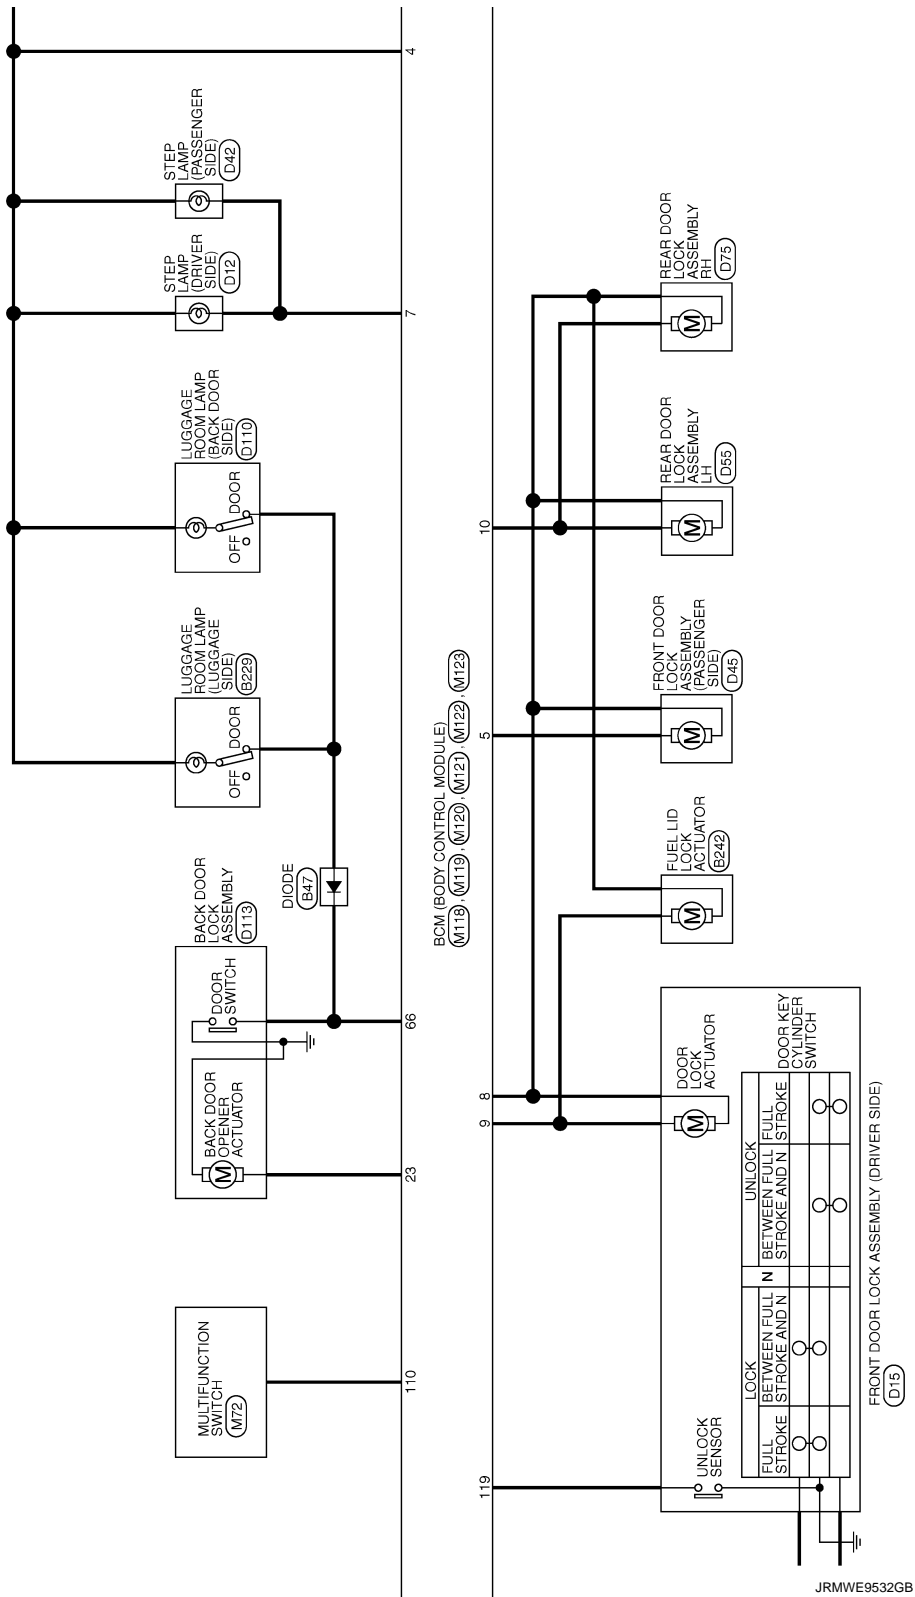 4
STEP
LAMP
(PASSENGER
SIDE)
D42
STEP
LAMP
(DRIVER
SIDE)
D12
7
LUGGAGE
ROOM LAMP
(BACK DOOR
SIDE)
D110
DOOR
OFF
LUGGAGE
ROOM LAMP
(LUGGAGE
SIDE)
B229
DOOR
OFF
DIODE
B47
BACK DOOR
LOCK
ASSEMBLY
D113
DOOR
SWITCH
BACK DOOR
OPENER
ACTUATOR
M
66
23
MULTIFUNCTION
SWITCH
M72
110
BCM (BODY CONTROL MODULE)
M118, M119, M120, M121, M122, M123
REAR DOOR
LOCK
ASSEMBLY
RH
D75
M
10
REAR DOOR
LOCK
ASSEMBLY
LH
D55
M
5
FRONT DOOR
LOCK
ASSEMBLY
(PASSENGER
SIDE)
D45
M
FUEL LID
LOCK
ACTUATOR
B242
M
8
9
DOOR
LOCK
ACTUATOR
M
DOOR KEY
CYLINDER
SWITCH
UNLOCK
FULL
STROKE
BETWEEN FULL
STROKE AND N
N
LOCK
BETWEEN FULL
STROKE AND N
FULL
STROKE
119
UNLOCK
SENSOR
FRONT DOOR LOCK ASSEMBLY (DRIVER SIDE)
D15
JRMWE9532GB